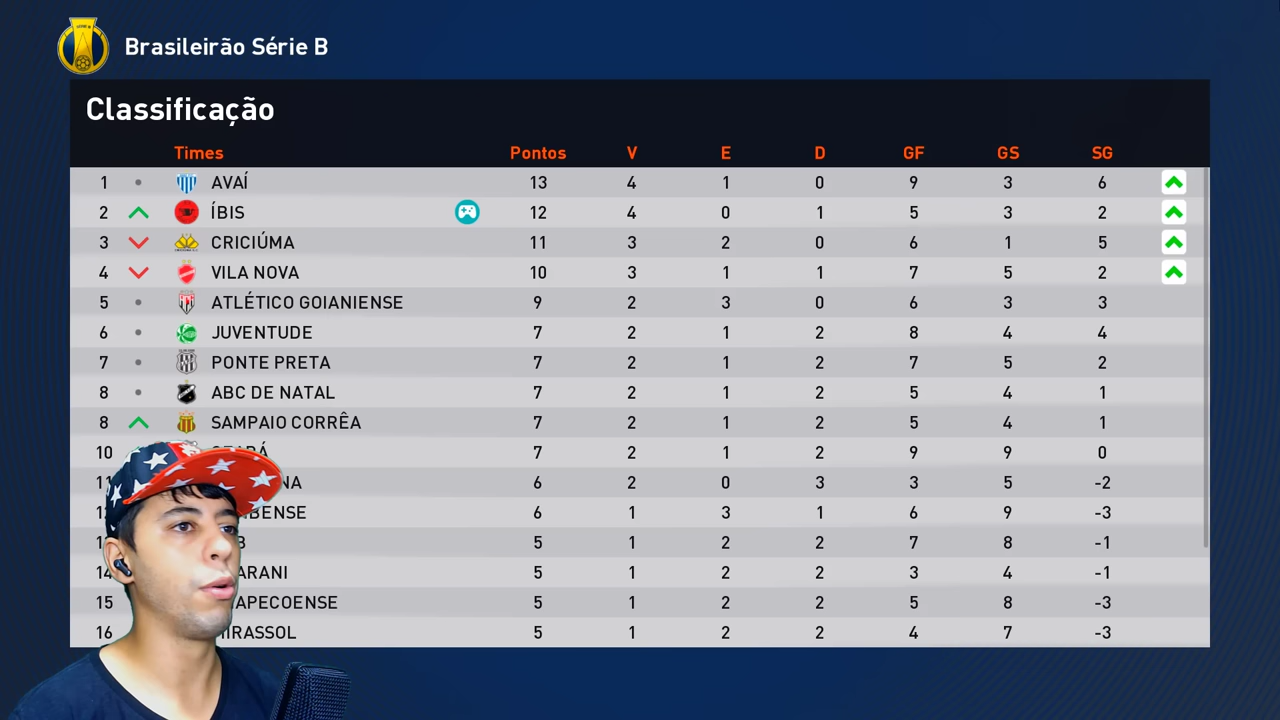 Brasileirão Série B
Classificação
Times Pontos V E D GF GS SG
1 AVAÍ 13 4 1 0 9 3 6
2 ÍBIS 12 4 0 1 5 3 2
3 CRICIÚMA 11 3 2 0 6 1 5
4 VILA NOVA 10 3 1 1 7 5 2
5 ATLÉTICO GOIANIENSE 9 2 3 0 6 3 3
6 JUVENTUDE 7 2 1 2 8 4 4
7 PONTE PRETA 7 2 1 2 7 5 2
8 ABC DE NATAL 7 2 1 2 5 4 1
8 SAMPAIO CORRÊA 7 2 1 2 5 4 1
10 7 2 1 2 9 9 0
11 6 2 0 3 3 5 -2
6 1 3 1 6 9 -3
5 1 2 2 7 8 -1
14 5 1 2 2 3 4 -1
15 APECOENSE 5 1 2 2 5 8 -3
16 MIRASSOL 5 1 2 2 4 7 -3